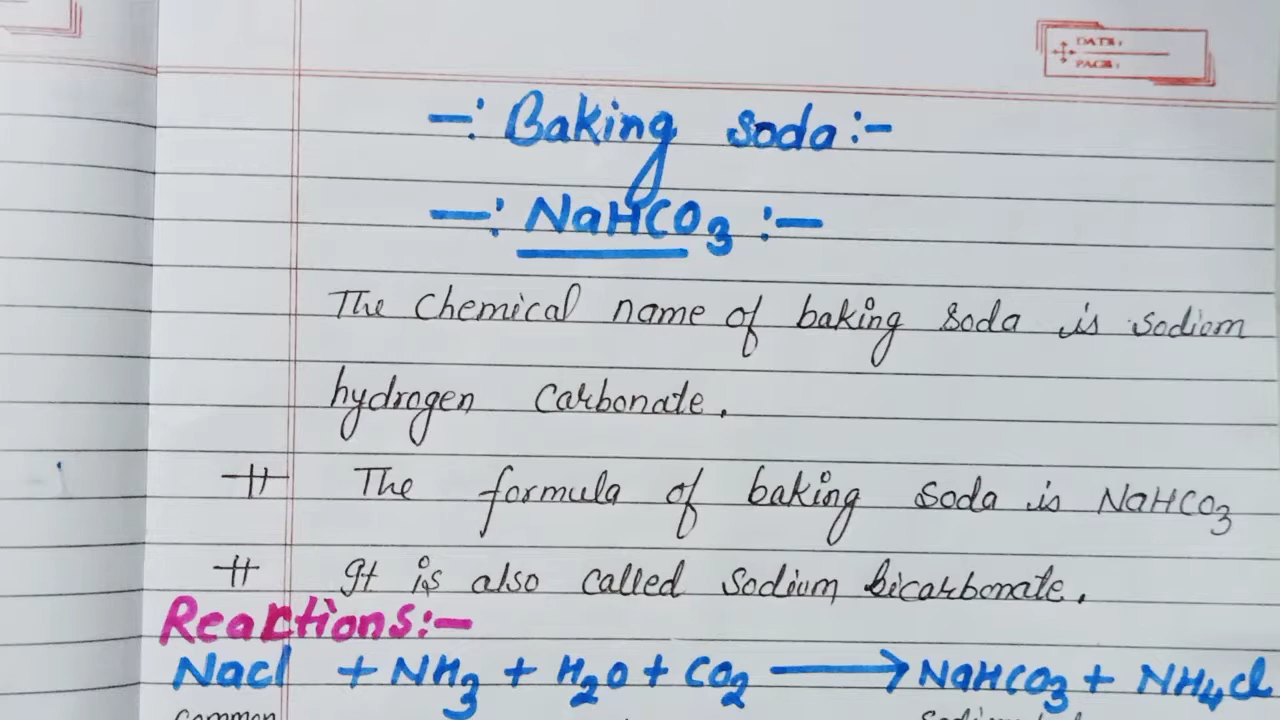 DATE:
PAGE:
-: Baking soda:-
-: NaHCO3 :-
The Chemical name of baking soda is sodium
hydrogen Carbonate.
The formula of baking soda is NaHCO3
It is also called sodium bicarbonate.
Reactions:-
Nacl + NH3 + H2O + CO2 → NaHCO3 + NH4Cl
Common